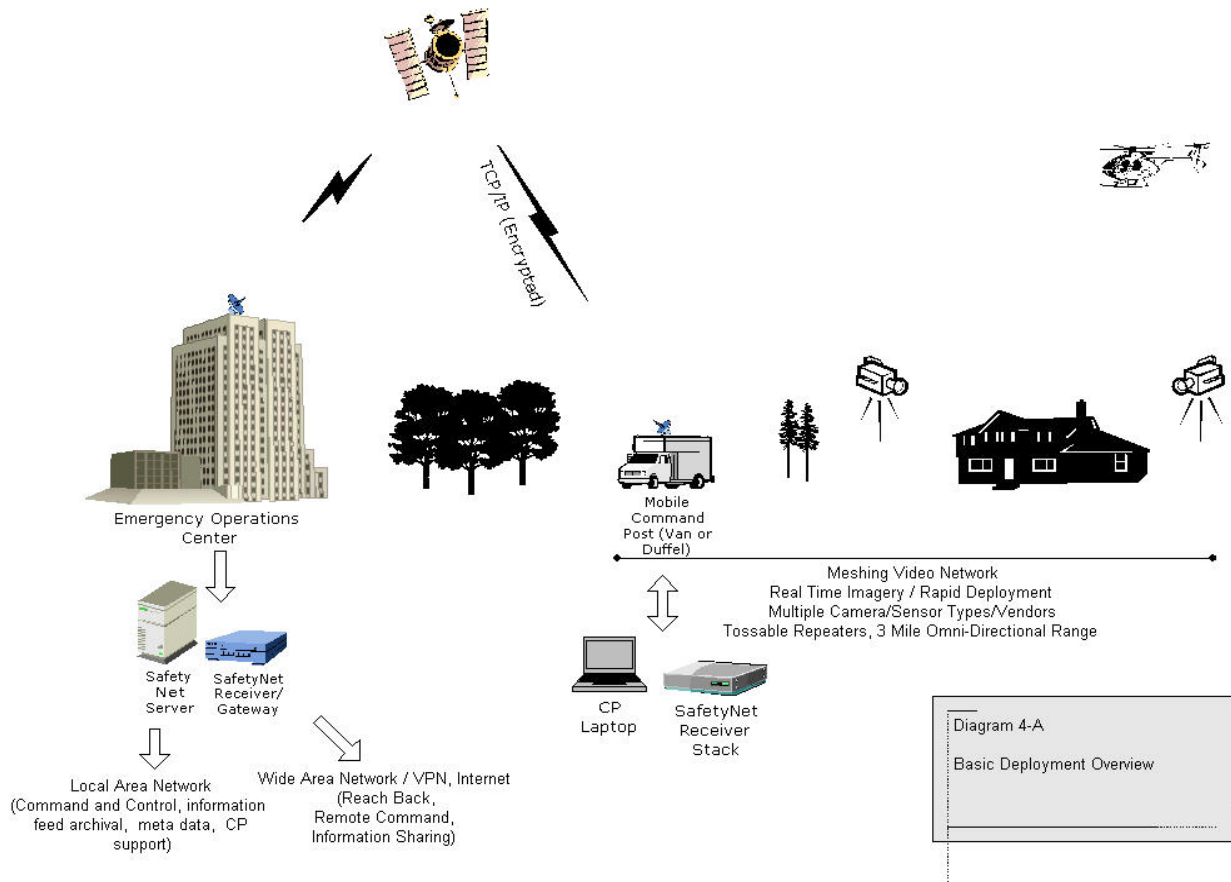 TCP/IP (Encrypted)
Emergency Operations
Center
Mobile
Command
Post (Van or
Duffel)
Meshing Video Network
Real Time Imagery / Rapid Deployment
Multiple Camera/Sensor Types/Vendors
Tossable Repeaters, 3 Mile Omni-Directional Range
Safety
Net
Server
SafetyNet
Receiver/
Gateway
CP
Laptop
SafetyNet
Receiver
Stack
Local Area Network
(Command and Control, information
feed archival, meta data, CP
support)
Wide Area Network / VPN, Internet
(Reach Back,
Remote Command,
Information Sharing)
Diagram 4-A
Basic Deployment Overview